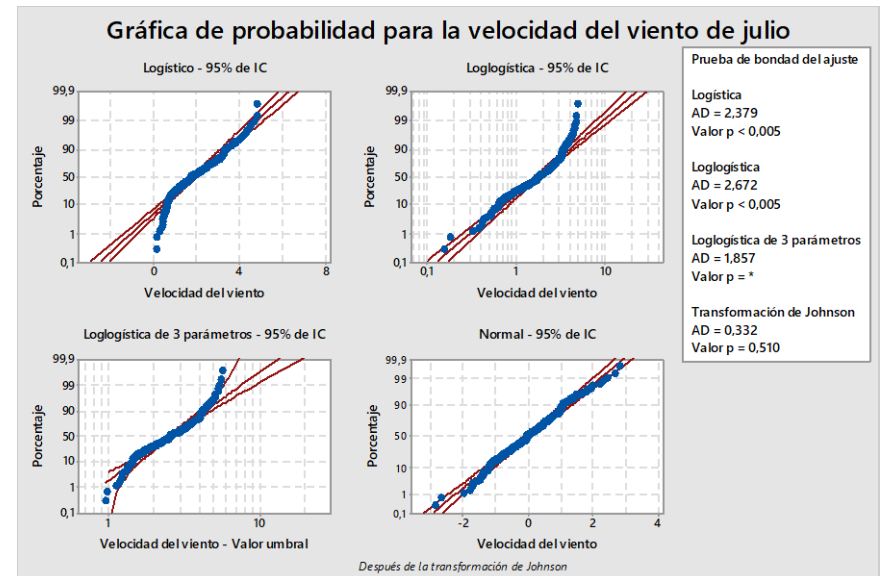 Gráfica de probabilidad para la velocidad del viento de julio
Logístico - 95% de IC
99,9
99
90
50
10
1
0,1
Porcentaje
0 4 8
Velocidad del viento
Loglogística - 95% de IC
99,9
99
90
50
10
1
0,1
Porcentaje
0,1 1 10
Velocidad del viento
Loglogística de 3 parámetros - 95% de IC
99,9
99
90
50
10
1
0,1
Porcentaje
1 10
Velocidad del viento - Valor umbral
Normal - 95% de IC
99,9
99
90
50
10
1
0,1
Porcentaje
-2 0 2 4
Velocidad del viento
Después de la transformación de Johnson
Prueba de bondad del ajuste
Logística
AD = 2,379
Valor p < 0,005
Loglogística
AD = 2,672
Valor p < 0,005
Loglogística de 3 parámetros
AD = 1,857
Valor p = *
Transformación de Johnson
AD = 0,332
Valor p = 0,510